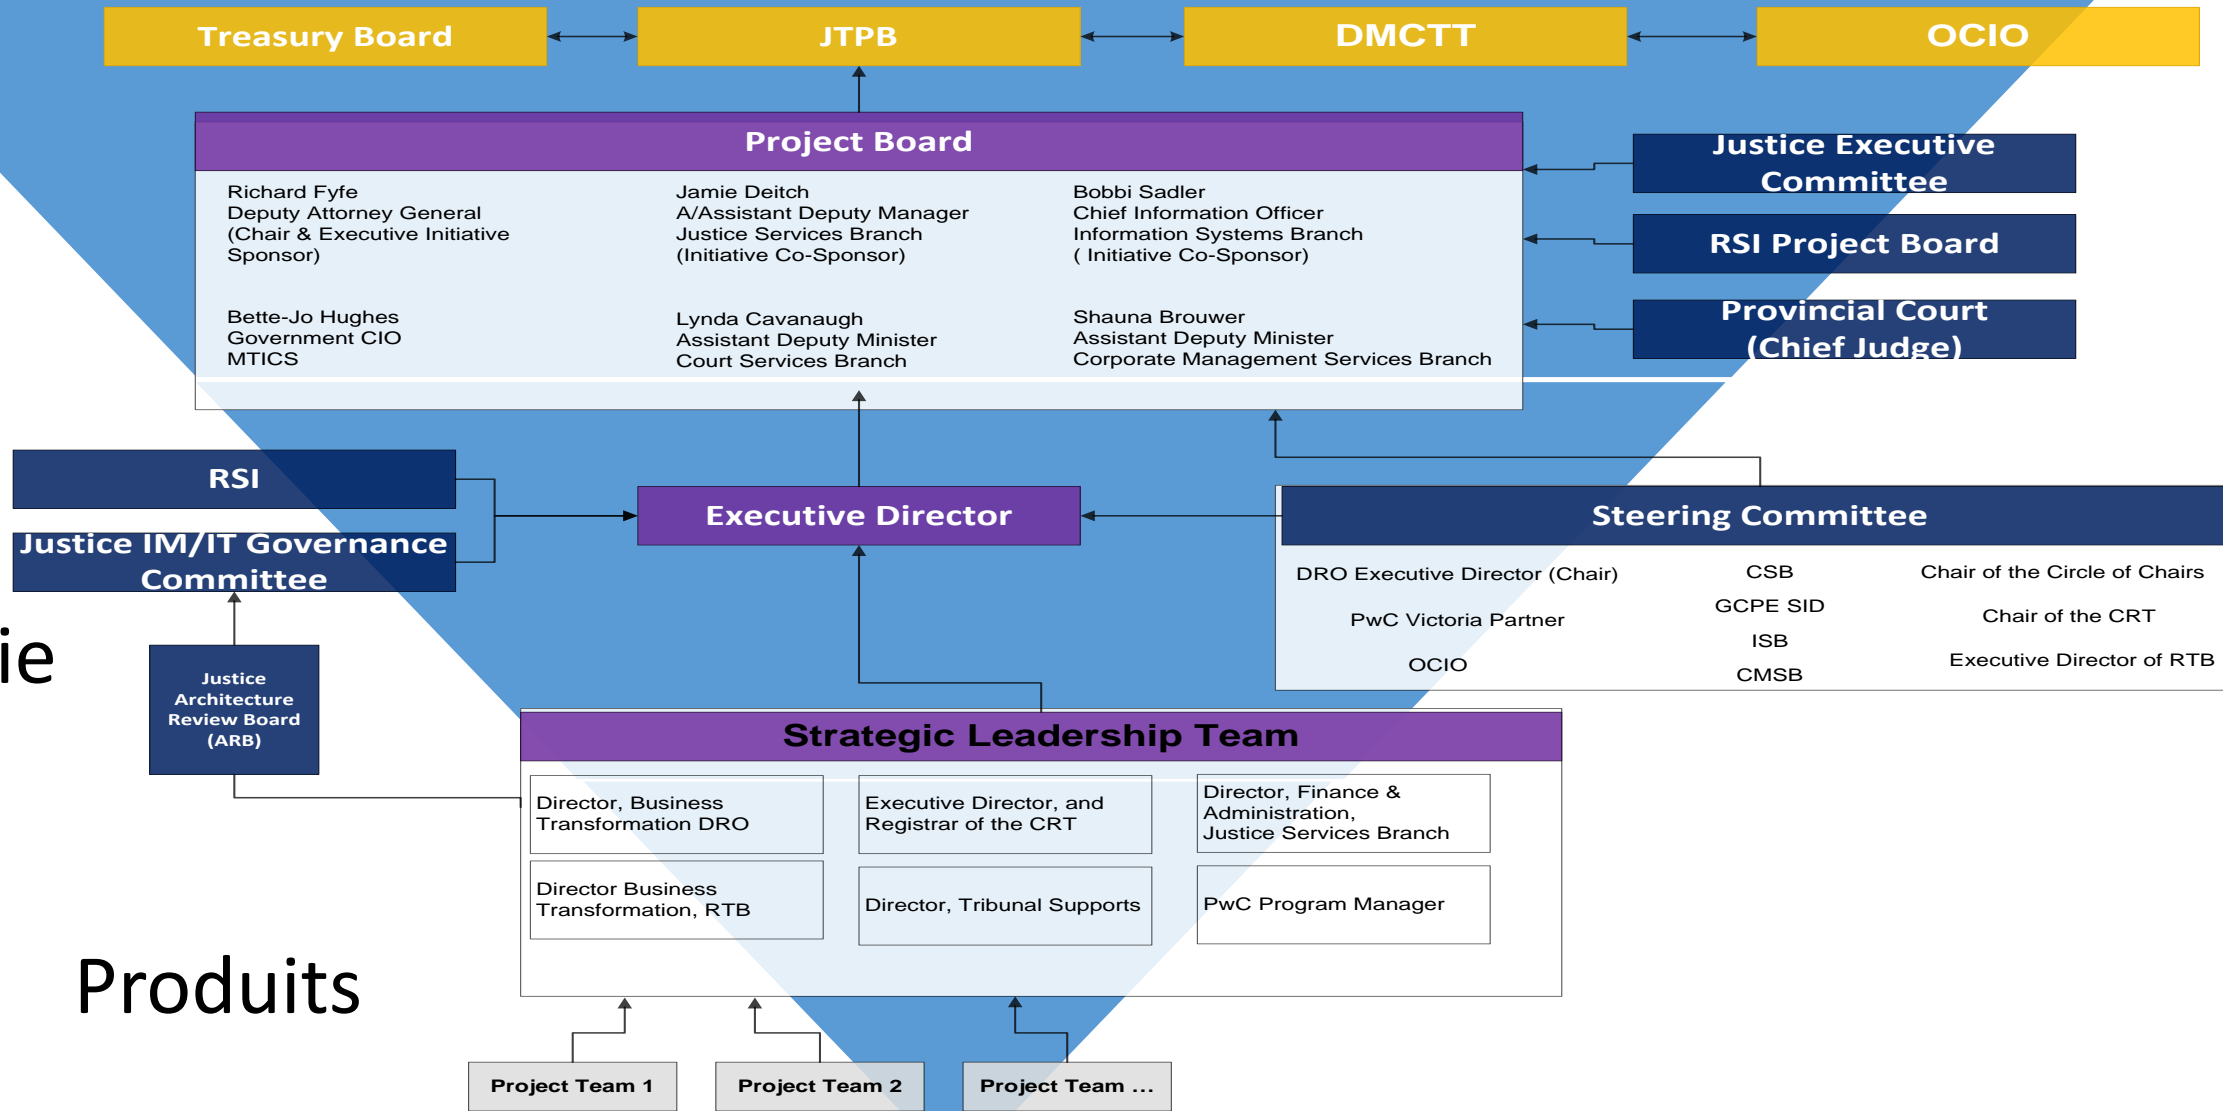 Treasury Board
JTPB
DMCTT
OCIO
Project Board
Richard Fyfe
Deputy Attorney General
(Chair & Executive Initiative
Sponsor)
Jamie Deitch
A/Assistant Deputy Manager
Justice Services Branch
(Initiative Co-Sponsor)
Bobbi Sadler
Chief Information Officer
Information Systems Branch
( Initiative Co-Sponsor)
Bette-Jo Hughes
Government CIO
MTICS
Lynda Cavanaugh
Assistant Deputy Minister
Court Services Branch
Shauna Brouwer
Assistant Deputy Minister
Corporate Management Services Branch
Justice Executive
Committee
RSI Project Board
Provincial Court
(Chief Judge)
RSI
Justice IM/IT Governance
Committee
Executive Director
Steering Committee
DRO Executive Director (Chair)
PwC Victoria Partner
OCIO
CSB
GCPE SID
ISB
CMSB
Chair of the Circle of Chairs
Chair of the CRT
Executive Director of RTB
ie
Justice
Architecture
Review Board
(ARB)
Strategic Leadership Team
Director, Business
Transformation DRO
Executive Director, and
Registrar of the CRT
Director, Finance &
Administration,
Justice Services Branch
Director Business
Transformation, RTB
Director, Tribunal Supports
PwC Program Manager
Produits
Project Team 1
Project Team 2
Project Team ...